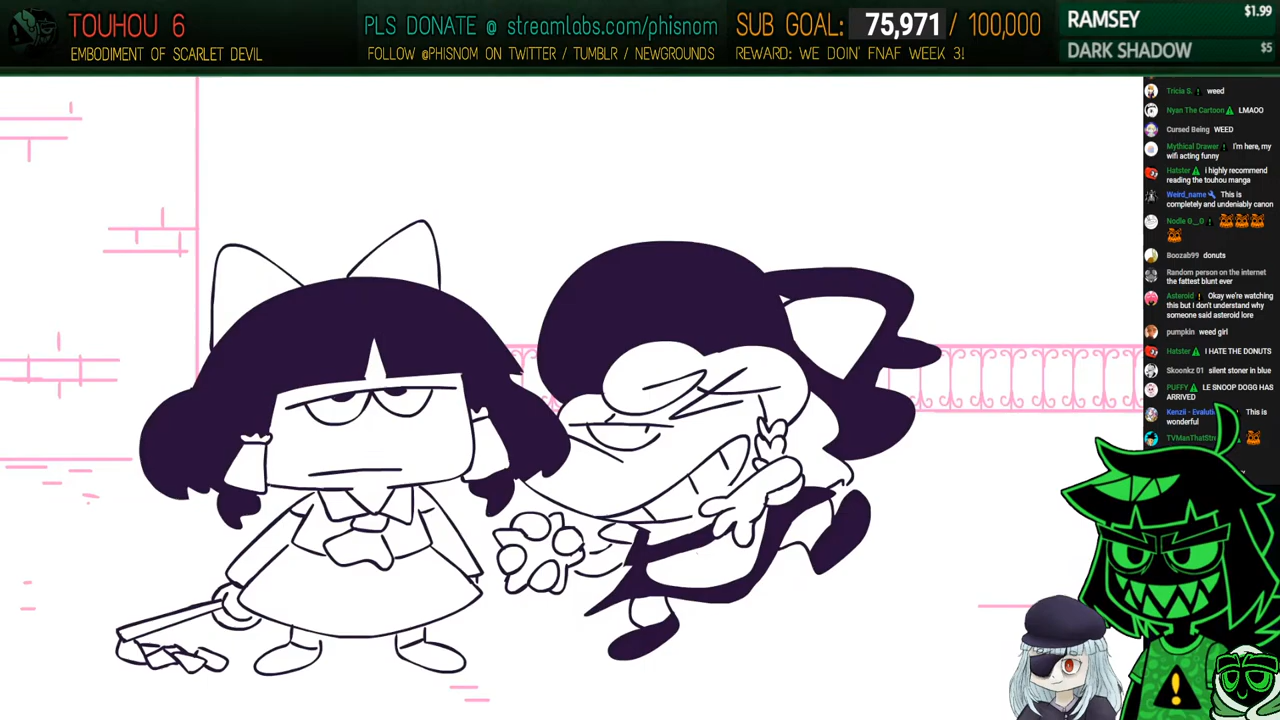 TOUHOU 6
EMBODIMENT OF SCARLET DEVIL
PLS DONATE @ streamlabs.com/phisnom
FOLLOW @PHISNOM ON TWITTER / TUMBLR / NEWGROUNDS
SUB GOAL: 75,971 / 100,000
REWARD: WE DOIN' FNAF WEEK 3!
RAMSEY $1.99
DARK SHADOW $5
Tricia S. weed
Nyan The Cartoon LMAOO
Cursed Being WEED
Mythical Drawer I'm here, my
wifi acting funny
Hatster i highly recommend
reading the touhou manga
Weird_name This is
completely and undeniably canon
Nodle
Boozab99 donuts
Random person on the internet
the fattest blunt ever
Asteroid Okay we're watching
this but I don't understand why
someone said asteroid lore
pumpkin weed girl
Hatster I HATE THE DONUTS
Skoonkz 01 silent stoner in blue
PUFFY LE SNOOP DOGG HAS
ARRIVED
Kenzii - This is
wonderful